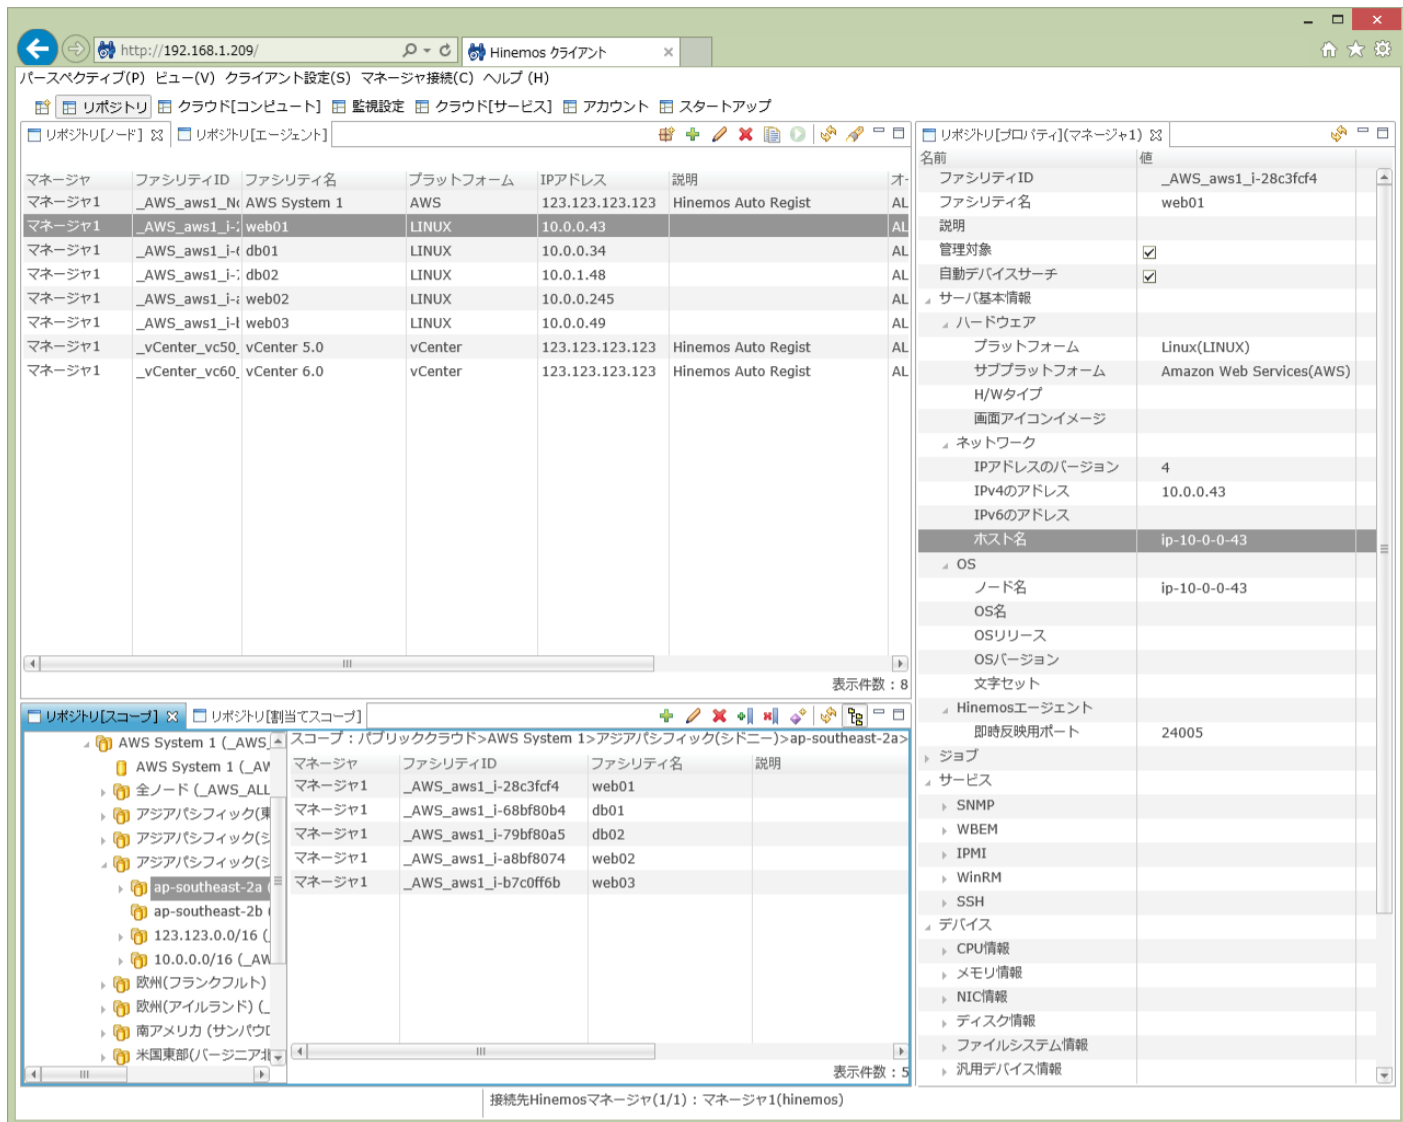 http://192.168.1.209/
Hinemos クライアント
パースペクティブ(P) ビュー(V) クライアント設定(S) マネージャ接続(C) ヘルプ (H)
リポジトリ クラウド[コンピュート] 監視設定 クラウド[サービス] アカウント スタートアップ
リポジトリ[ノード] リポジトリ[エージェント]
マネージャ ファシリティID ファシリティ名 プラットフォーム IPアドレス 説明 オ-
マネージャ1 _AWS_aws1_No AWS System 1 AWS 123.123.123.123 Hinemos Auto Regist AL
マネージャ1 _AWS_aws1_i-2 web01 LINUX 10.0.0.43 AL
マネージャ1 _AWS_aws1_i-6 db01 LINUX 10.0.0.34 AL
マネージャ1 _AWS_aws1_i-7 db02 LINUX 10.0.1.48 AL
マネージャ1 _AWS_aws1_i-a web02 LINUX 10.0.0.245 AL
マネージャ1 _AWS_aws1_i-b web03 LINUX 10.0.0.49 AL
マネージャ1 _vCenter_vc50_ vCenter 5.0 vCenter 123.123.123.123 Hinemos Auto Regist AL
マネージャ1 _vCenter_vc60_ vCenter 6.0 vCenter 123.123.123.123 Hinemos Auto Regist AL
表示件数 : 8
リポジトリ[スコープ] リポジトリ[割当てスコープ]
AWS System 1 (_AWS_
AWS System 1 (_AW
全ノード (_AWS_ALL
アジアパシフィック(東
アジアパシフィック(シ
アジアパシフィック(シ
ap-southeast-2a (
ap-southeast-2b (
123.123.0.0/16 (_
10.0.0.0/16 (_AW
欧州(フランクフルト)
欧州(アイルランド) (_
南アメリカ (サンパウロ
米国東部(バージニア北
スコープ : パブリッククラウド>AWS System 1>アジアパシフィック(シドニー)>ap-southeast-2a>
マネージャ ファシリティID ファシリティ名 説明
マネージャ1 _AWS_aws1_i-28c3fcf4 web01
マネージャ1 _AWS_aws1_i-68bf80b4 db01
マネージャ1 _AWS_aws1_i-79bf80a5 db02
マネージャ1 _AWS_aws1_i-a8bf8074 web02
マネージャ1 _AWS_aws1_i-b7c0ff6b web03
表示件数 : 5
リポジトリ[プロパティ](マネージャ1)
名前 値
ファシリティID _AWS_aws1_i-28c3fcf4
ファシリティ名 web01
説明
管理対象
自動デバイスサーチ
サーバ基本情報
ハードウェア
プラットフォーム Linux(LINUX)
サブプラットフォーム Amazon Web Services(AWS)
H/Wタイプ
画面アイコンイメージ
ネットワーク
IPアドレスのバージョン 4
IPv4のアドレス 10.0.0.43
IPv6のアドレス
ホスト名 ip-10-0-0-43
OS
ノード名 ip-10-0-0-43
OS名
OSリリース
OSバージョン
文字セット
Hinemosエージェント
即時反映用ポート 24005
ジョブ
サービス
SNMP
WBEM
IPMI
WinRM
SSH
デバイス
CPU情報
メモリ情報
NIC情報
ディスク情報
ファイルシステム情報
汎用デバイス情報
接続先Hinemosマネージャ(1/1) : マネージャ1(hinemos)